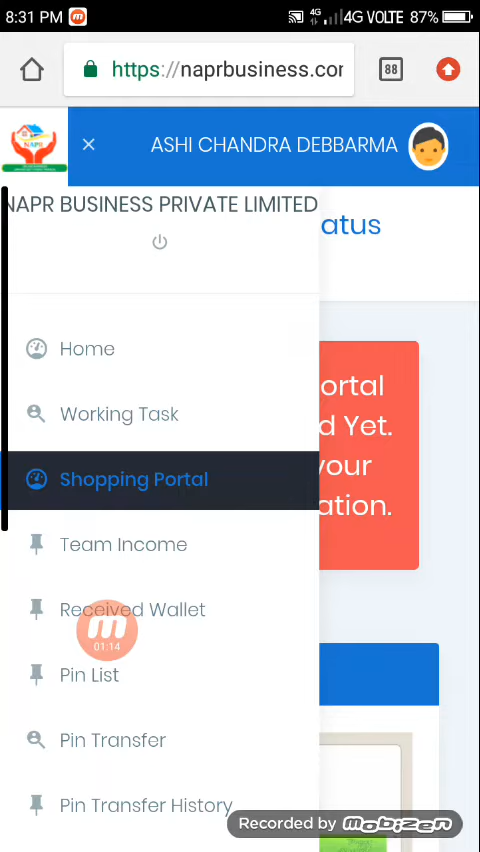 8:31 PM
4G
4G VOLTE 87%
https://naprbusiness.cor
88
NAPR
ASHI CHANDRA DEBBARMA
NAPR BUSINESS PRIVATE LIMITED
atus
Home
ortal
Working Task
d Yet.
your
Shopping Portal
ation.
Team Income
Received Wallet
01:14
Pin List
Pin Transfer
Pin Transfer History
Recorded by mobizen